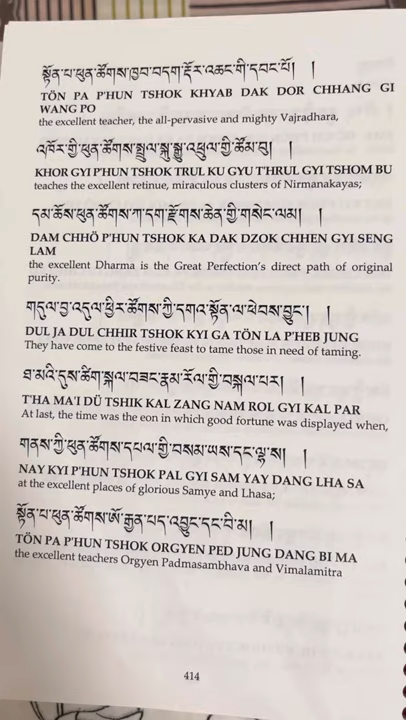 སྟོན་པ་ཕུན་ཚོགས་ཁྱབ་བདག་རྡོར་འཆང་གི་དབང་པོ། །
TÖN PA P'HUN TSHOK KHYAB DAK DOR CHHANG GI
WANG PO
the excellent teacher, the all-pervasive and mighty Vajradhara,
འཁོར་གྱི་ཕུན་ཚོགས་སྤྲུལ་སྐུ་སྒྱུ་འཕྲུལ་གྱི་ཚོམ་བུ། །
KHOR GYI P'HUN TSHOK TRUL KU GYU T'HRUL GYI TSHOM BU
teaches the excellent retinue, miraculous clusters of Nirmanakayas;
དམ་ཆོས་ཕུན་ཚོགས་ཀ་དག་རྫོགས་ཆེན་གྱི་གསེང་ལམ། །
DAM CHHÖ P'HUN TSHOK KA DAK DZOK CHHEN GYI SENG
LAM
the excellent Dharma is the Great Perfection's direct path of original
purity.
གདུལ་བྱ་འདུལ་ཕྱིར་ཚོགས་ཀྱི་དགའ་སྟོན་ལ་ཕེབས་བྱུང་། །
DUL JA DUL CHHIR TSHOK KYI GA TÖN LA P'HEB JUNG
They have come to the festive feast to tame those in need of taming.
ཐ་མའི་དུས་ཚིག་སྐལ་བཟང་རྣམ་རོལ་གྱི་བསྐལ་པར། །
T'HA MA'I DÜ TSHIK KAL ZANG NAM ROL GYI KAL PAR
At last, the time was the eon in which good fortune was displayed when,
གནས་ཀྱི་ཕུན་ཚོགས་དཔལ་གྱི་བསམ་ཡས་དང་ལྷ་ས། །
NAY KYI P'HUN TSHOK PAL GYI SAM YAY DANG LHA SA
at the excellent places of glorious Samye and Lhasa;
སྟོན་པ་ཕུན་ཚོགས་ཨོ་རྒྱན་པད་འབྱུང་དང་བི་མ། །
TÖN PA P'HUN TSHOK ORGYEN PED JUNG DANG BI MA
the excellent teachers Orgyen Padmasambhava and Vimalamitra
414